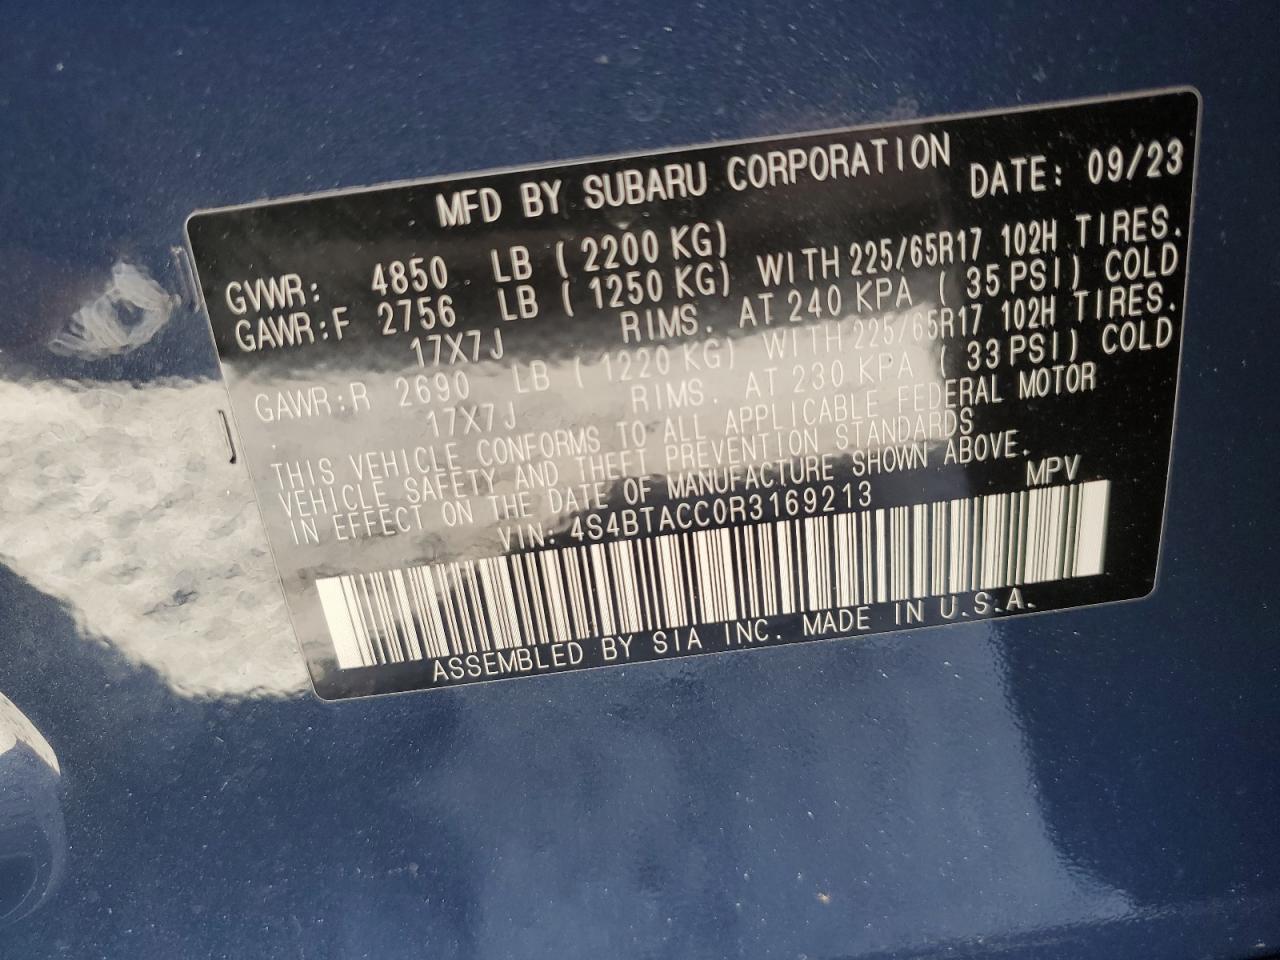 MFD BY SUBARU CORPORATION DATE: 09/23
GVWR: 4850 LB ( 2200 KG)
GAWR:F 2756 LB ( 1250 KG) WITH 225/65R17 102H TIRES.
17X7J RIMS. AT 240 KPA ( 35 PSI) COLD
GAWR:R 2690 LB ( 1220 KG) WITH 225/65R17 102H TIRES.
17X7J RIMS. AT 230 KPA ( 33 PSI) COLD
THIS VEHICLE CONFORMS TO ALL APPLICABLE FEDERAL MOTOR
VEHICLE SAFETY AND THEFT PREVENTION STANDARDS
IN EFFECT ON THE DATE OF MANUFACTURE SHOWN ABOVE.
VIN: 4S4BTACC0R3169213 MPV
ASSEMBLED BY SIA INC. MADE IN U.S.A.